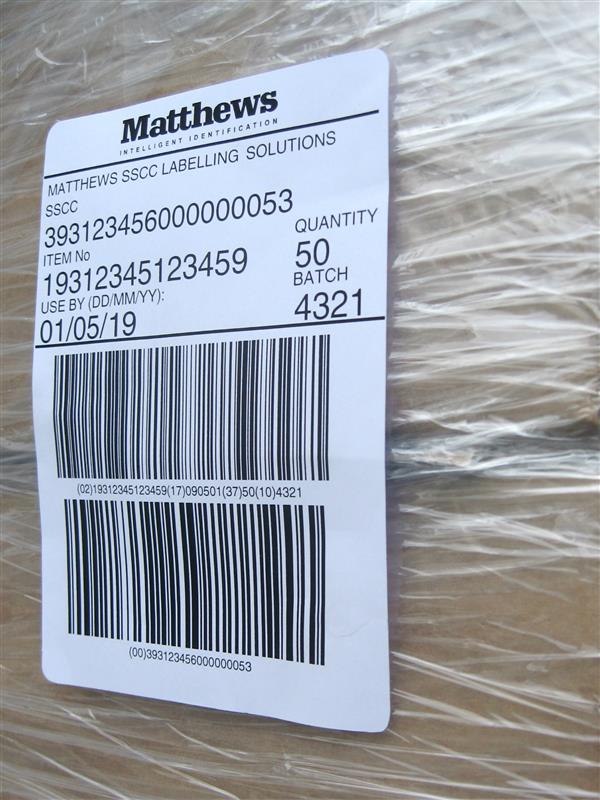 Matthews
INTELLIGENT IDENTIFICATION
MATTHEWS SSCC LABELLING SOLUTIONS
SSCC
393123456000000053
ITEM No
19312345123459
QUANTITY
50
USE BY (DD/MM/YY):
01/05/19
BATCH
4321
(02)19312345123459(17)090501(37)50(10)4321
(00)393123456000000053